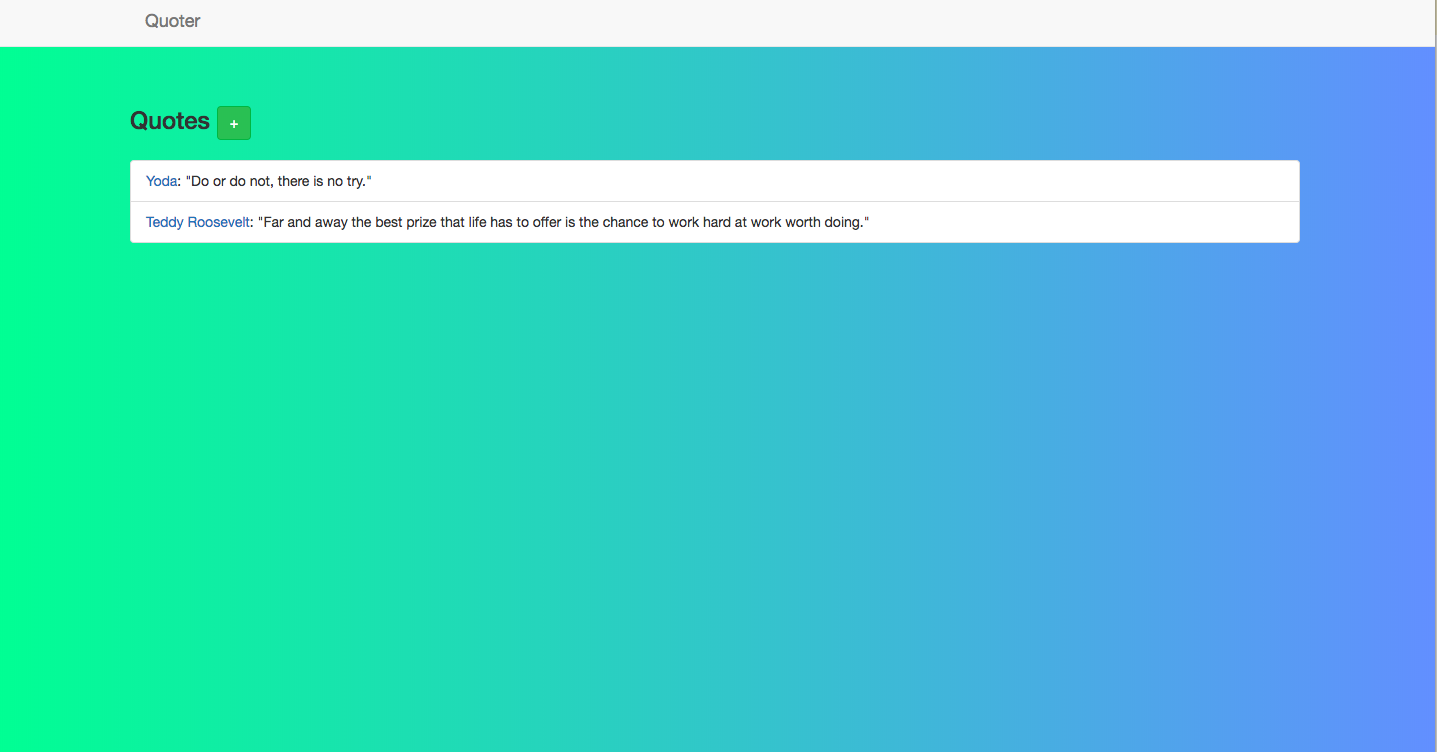 Quoter
Quotes +
Yoda: "Do or do not, there is no try."
Teddy Roosevelt: "Far and away the best prize that life has to offer is the chance to work hard at work worth doing."